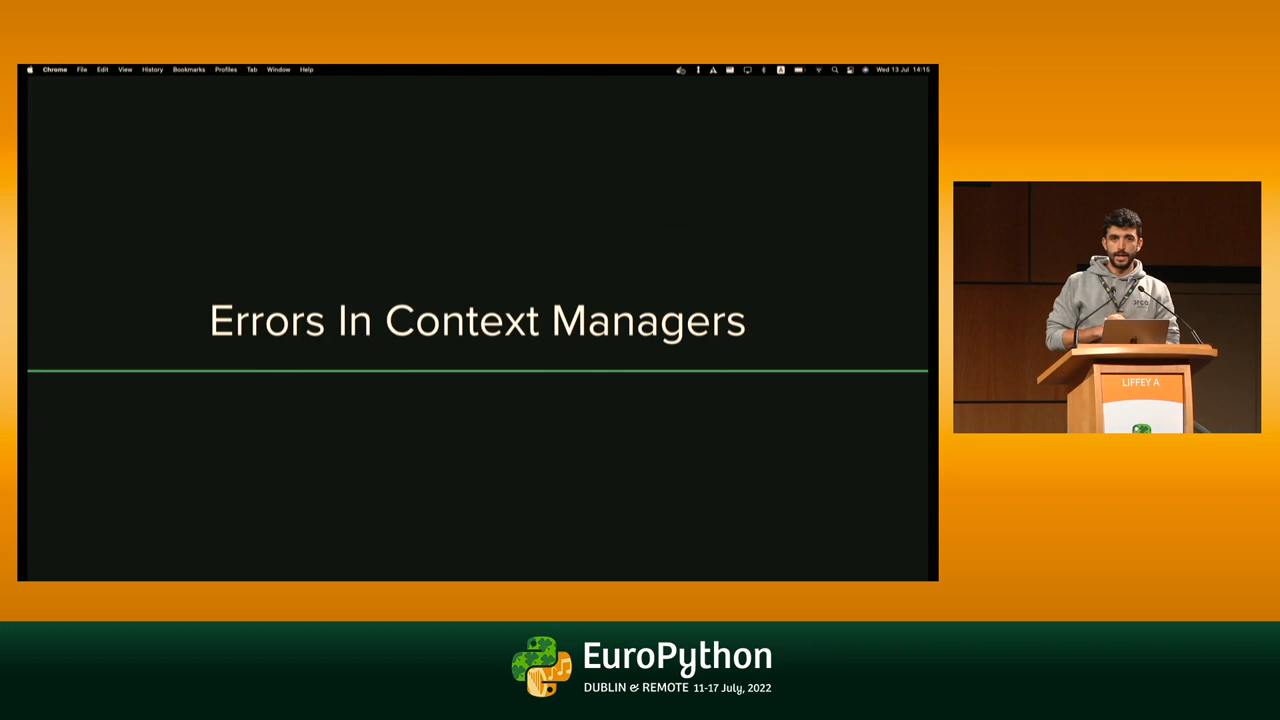 Chrome File Edit View History Bookmarks Profiles Tab Window Help
Wed 13 Jul 14:15
Errors In Context Managers
LIFFEY A
EuroPython
DUBLIN & REMOTE 11-17 July, 2022